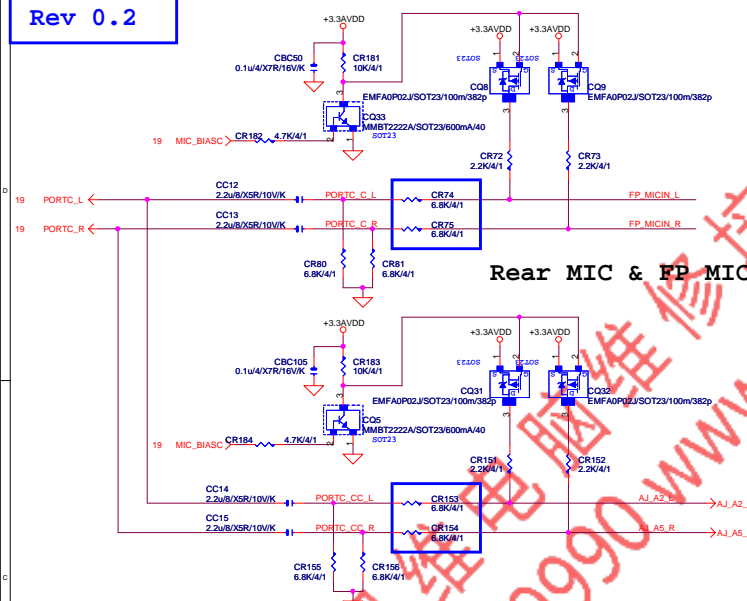 Rev 0.2
+3.3AVDD
+3.3AVDD
+3.3AVDD
CBC50
0.1u/4/X7R/16V/K
CR181
10K/4/1
SOT23
SOT23
CQ8
CQ9
EMFA0P02J/SOT23/100m/382p
EMFA0P02J/SOT23/100m/382p
CQ33
MMBT2222A/SOT23/600mA/40
SOT23
19 MIC_BIASC
CR182 4.7K/4/1
CR72
2.2K/4/1
CR73
2.2K/4/1
CC12
2.2u/8/X5R/10V/K
19 PORTC_L
PORTC_C_L
CR74
6.8K/4/1
FP_MICIN_L
CC13
2.2u/8/X5R/10V/K
19 PORTC_R
PORTC_C_R
CR75
6.8K/4/1
FP_MICIN_R
CR80
6.8K/4/1
CR81
6.8K/4/1
Rear MIC & FP MIC
+3.3AVDD
+3.3AVDD
+3.3AVDD
CBC105
0.1u/4/X7R/16V/K
CR183
10K/4/1
SOT23
SOT23
CQ31
CQ32
EMFA0P02J/SOT23/100m/382p
EMFA0P02J/SOT23/100m/382p
CQ5
MMBT2222A/SOT23/600mA/40
SOT23
19 MIC_BIASC
CR184
4.7K/4/1
CR151
2.2K/4/1
CR152
2.2K/4/1
CC14
2.2u/8/X5R/10V/K
PORTC_CC_L
CR153
6.8K/4/1
AJ_A2_L
AJ_A2_
CC15
2.2u/8/X5R/10V/K
PORTC_CC_R
CR154
6.8K/4/1
AJ_A5_R
AJ_A5_
CR155
6.8K/4/1
CR156
6.8K/4/1
D
C